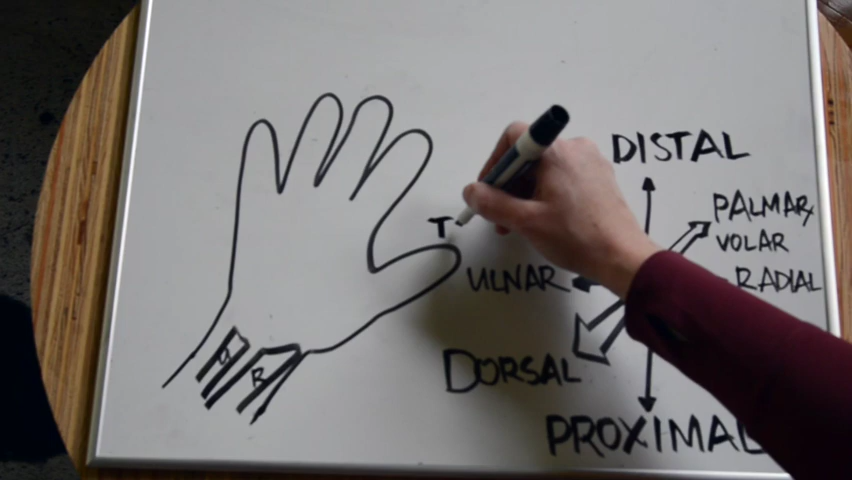 DISTAL
PALMAR,
VOLAR
T
ULNAR
RADIAL
U
R
DORSAL
PROXIMAL